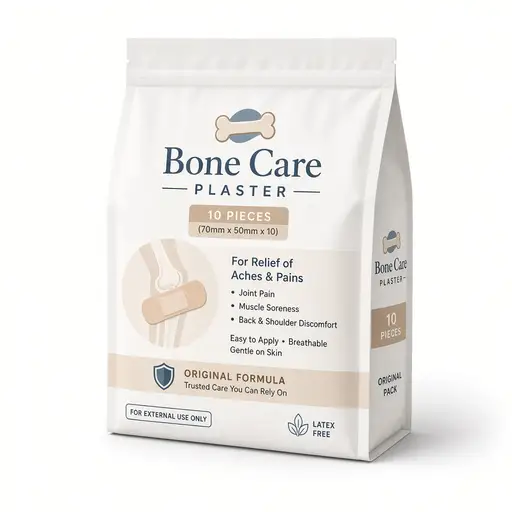 Bone Care
PLASTER
10 PIECES
(70mm x 50mm x 10)
For Relief of
Aches & Pains
• Joint Pain
• Muscle Soreness
• Back & Shoulder Discomfort
Easy to Apply • Breathable
Gentle on Skin
ORIGINAL FORMULA
Trusted Care You Can Rely On
FOR EXTERNAL USE ONLY
LATEX
FREE
Bone Care
PLASTER
10
PIECES
ORIGINAL
PACK